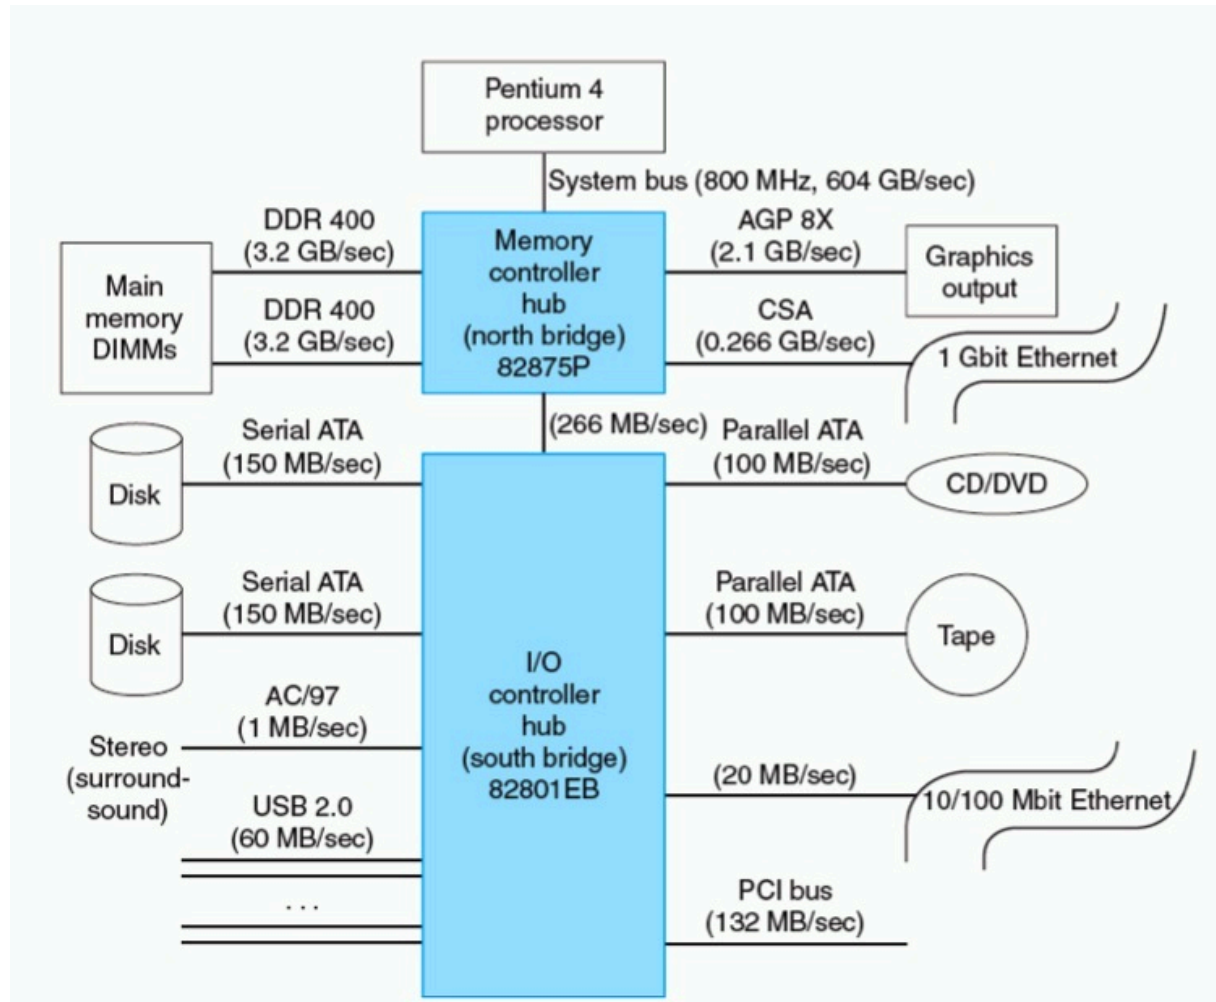 Pentium 4
processor
System bus (800 MHz, 604 GB/sec)
DDR 400
(3.2 GB/sec)
AGP 8X
(2.1 GB/sec)
Main
memory
DIMMs
Memory
controller
hub
(north bridge)
82875P
Graphics
output
DDR 400
(3.2 GB/sec)
CSA
(0.266 GB/sec)
1 Gbit Ethernet
(266 MB/sec)
Serial ATA
(150 MB/sec)
Disk
Parallel ATA
(100 MB/sec)
CD/DVD
Serial ATA
(150 MB/sec)
Disk
Parallel ATA
(100 MB/sec)
Tape
I/O
controller
hub
(south bridge)
82801EB
AC/97
(1 MB/sec)
Stereo
(surround-
sound)
(20 MB/sec)
10/100 Mbit Ethernet
USB 2.0
(60 MB/sec)
. . .
PCI bus
(132 MB/sec)